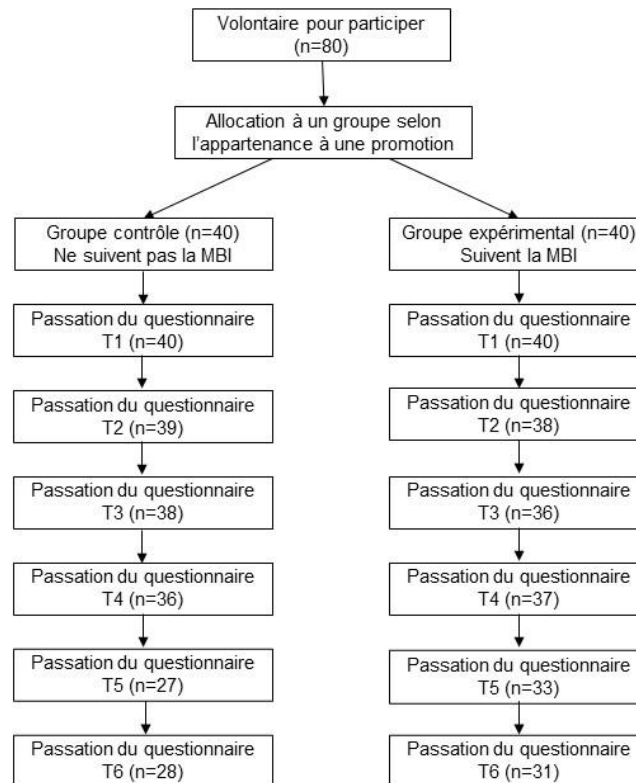 Volontaire pour participer
(n=80)
Allocation à un groupe selon
l'appartenance à une promotion
Groupe contrôle (n=40)
Ne suivent pas la MBI
Passation du questionnaire
T1 (n=40)
Passation du questionnaire
T2 (n=39)
Passation du questionnaire
T3 (n=38)
Passation du questionnaire
T4 (n=36)
Passation du questionnaire
T5 (n=27)
Passation du questionnaire
T6 (n=28)
Groupe expérimental (n=40)
Suivent la MBI
Passation du questionnaire
T1 (n=40)
Passation du questionnaire
T2 (n=38)
Passation du questionnaire
T3 (n=36)
Passation du questionnaire
T4 (n=37)
Passation du questionnaire
T5 (n=33)
Passation du questionnaire
T6 (n=31)